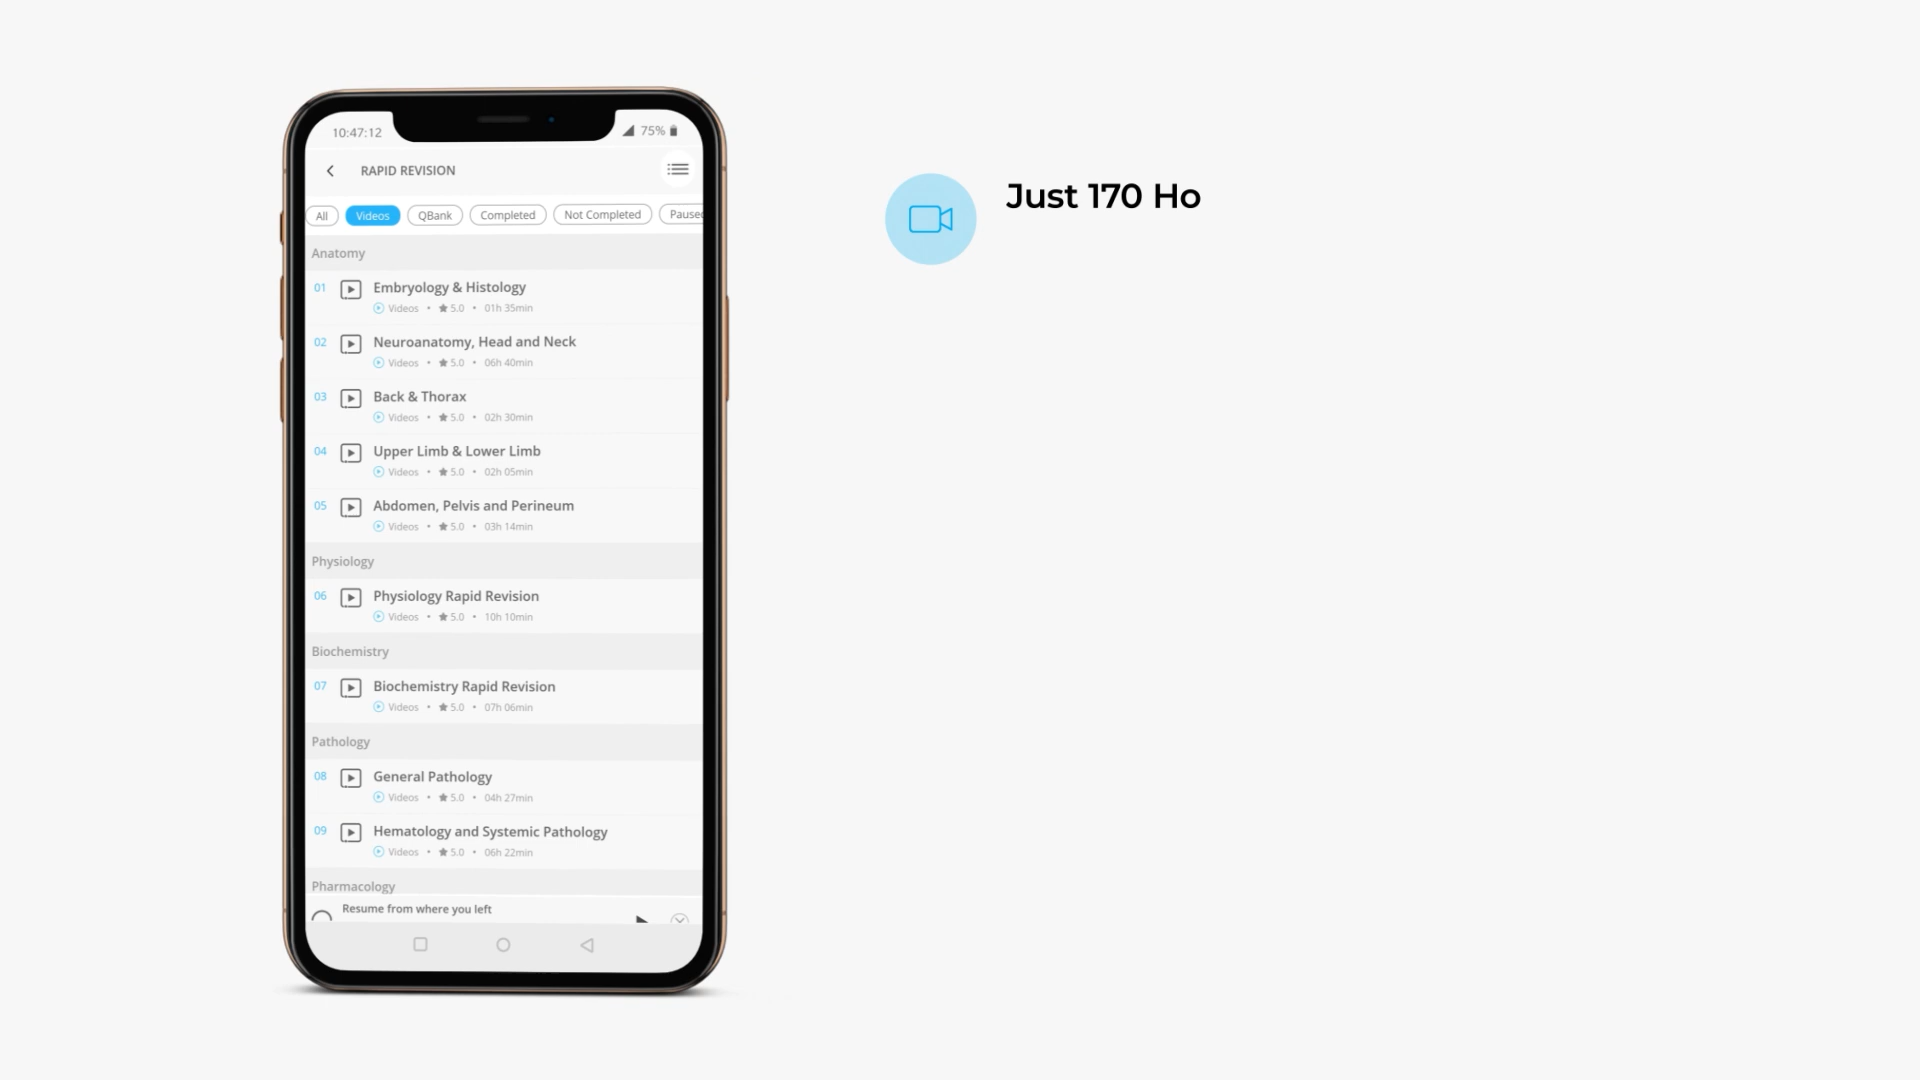 10:47:12
75%
RAPID REVISION
All
Videos
QBank
Completed
Not Completed
Paused
Anatomy
01
Embryology & Histology
Videos • ★ 5.0 • 01h 35min
02
Neuroanatomy, Head and Neck
Videos • ★ 5.0 • 06h 40min
03
Back & Thorax
Videos • ★ 5.0 • 02h 30min
04
Upper Limb & Lower Limb
Videos • ★ 5.0 • 02h 05min
05
Abdomen, Pelvis and Perineum
Videos • ★ 5.0 • 03h 14min
Physiology
06
Physiology Rapid Revision
Videos • ★ 5.0 • 10h 10min
Biochemistry
07
Biochemistry Rapid Revision
Videos • ★ 5.0 • 07h 06min
Pathology
08
General Pathology
Videos • ★ 5.0 • 04h 27min
09
Hematology and Systemic Pathology
Videos • ★ 5.0 • 06h 22min
Pharmacology
Resume from where you left
Just 170 Ho